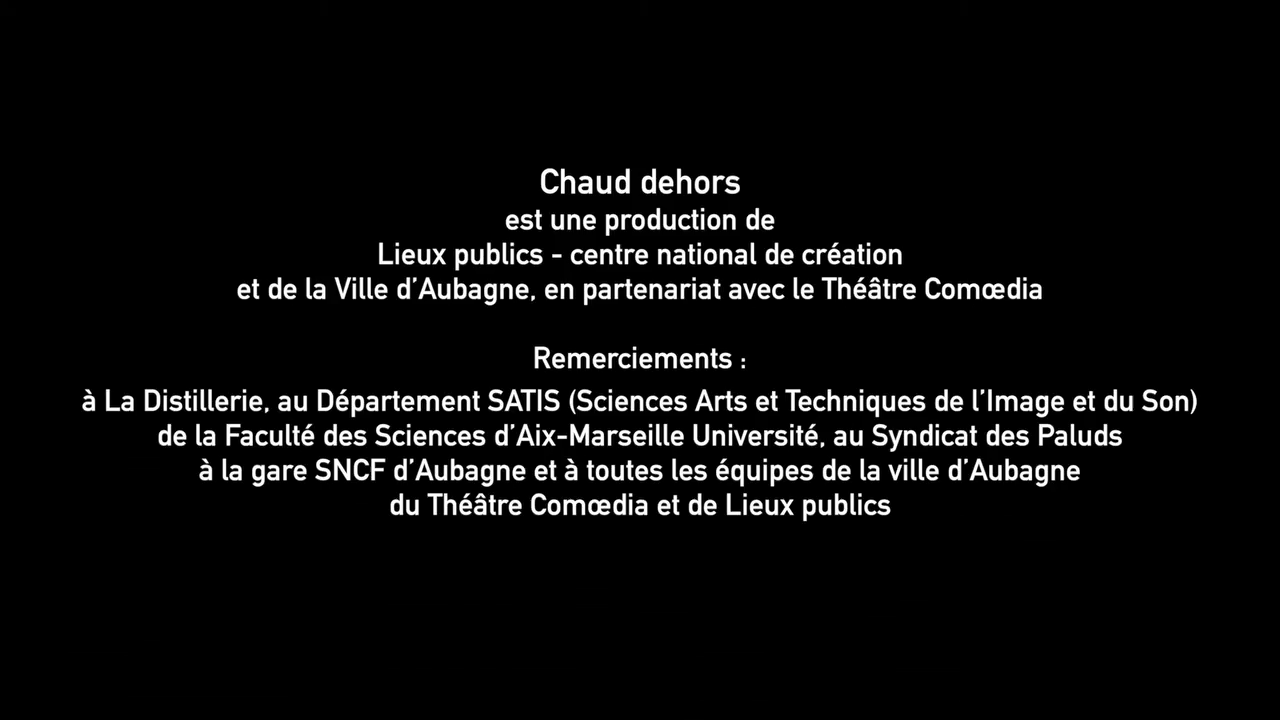 Chaud dehors
est une production de
Lieux publics - centre national de création
et de la Ville d’Aubagne, en partenariat avec le Théâtre Comœdia
Remerciements :
à La Distillerie, au Département SATIS (Sciences Arts et Techniques de l’Image et du Son)
de la Faculté des Sciences d’Aix-Marseille Université, au Syndicat des Paluds
à la gare SNCF d’Aubagne et à toutes les équipes de la ville d’Aubagne
du Théâtre Comœdia et de Lieux publics